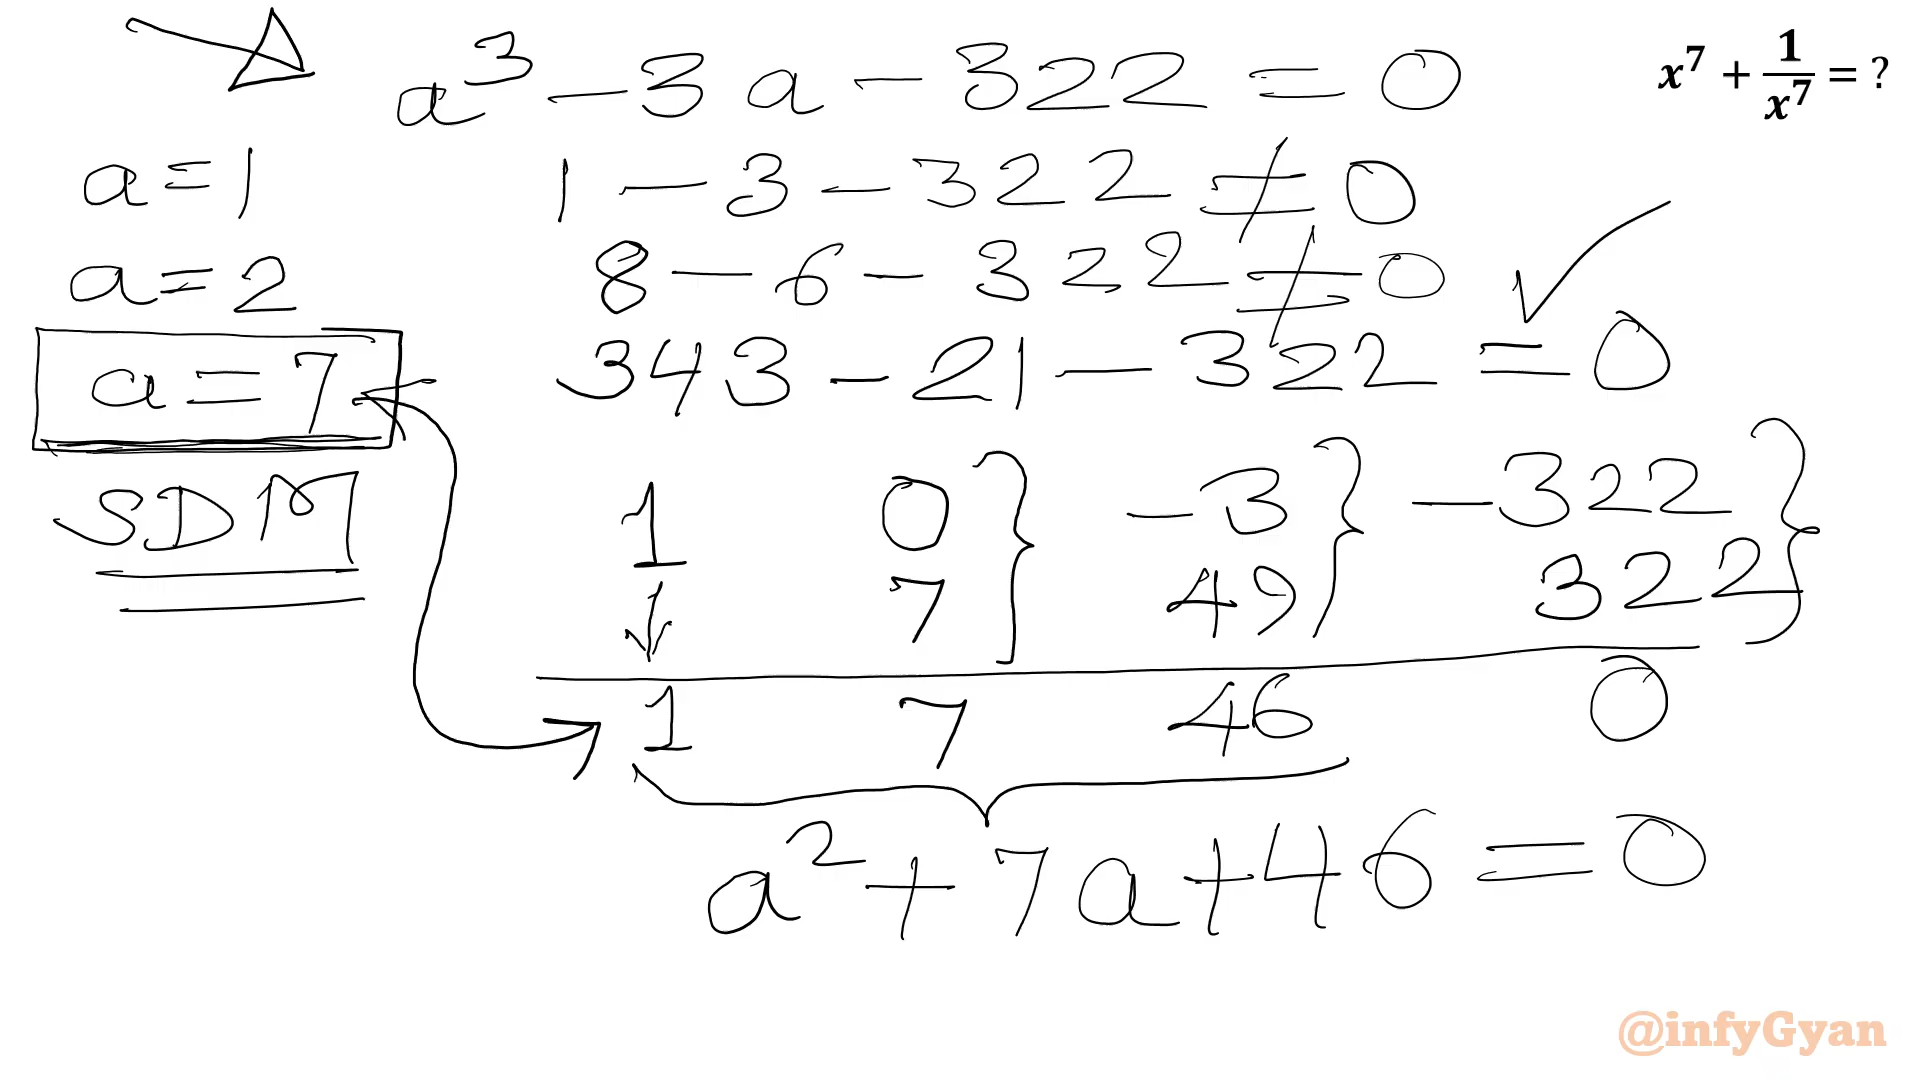 a³ - 3a - 322 = 0
x⁷ + 1/x⁷ = ?
a = 1    1 - 3 - 322 ≠ 0
a = 2    8 - 6 - 322 ≠ 0
a = 7    343 - 21 - 322 = 0
SDM    1    0    -3    -322
7    49    322
1    7    46    0
a² + 7a + 46 = 0
@infyGyan